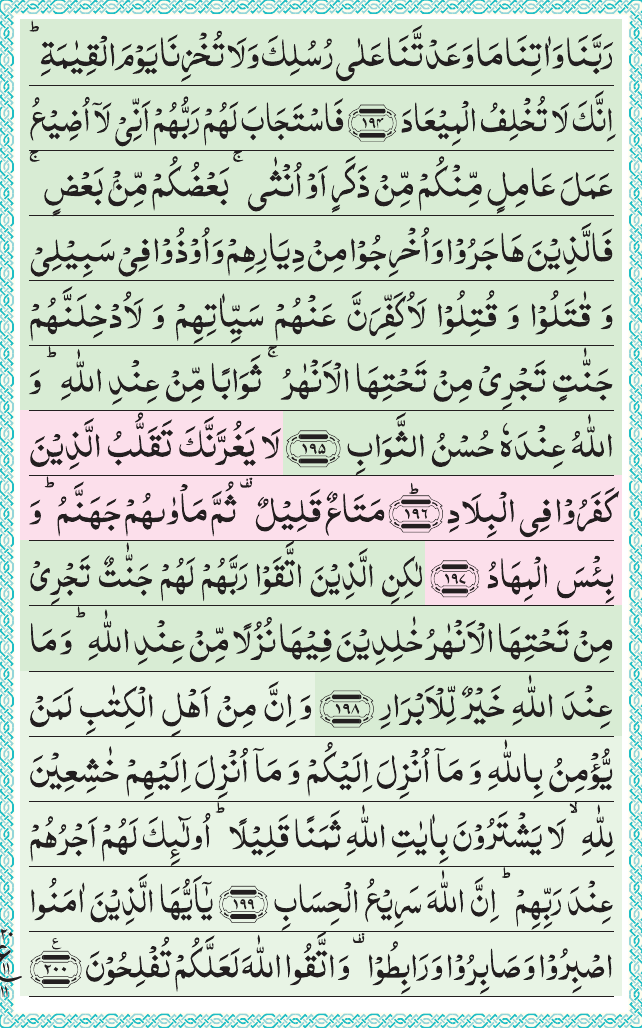 رَبَّنَا وَاٰتِنَا مَا وَعَدْتَّنَا عَلٰى رُسُلِكَ وَلَا تُخْزِنَا يَوْمَ الْقِيٰمَةِ ؕ
اِنَّكَ لَا تُخْلِفُ الْمِيْعَادَ ۝۱۹۴ فَاسْتَجَابَ لَهُمْ رَبُّهُمْ اَنِّىْ لَاۤ اُضِيْعُ
عَمَلَ عَامِلٍ مِّنْكُمْ مِّنْ ذَكَرٍ اَوْ اُنْثٰى ۚ بَعْضُكُمْ مِّنْۢ بَعْضٍ ۚ
فَالَّذِيْنَ هَاجَرُوْا وَاُخْرِجُوْا مِنْ دِيَارِهِمْ وَاُوْذُوْا فِىْ سَبِيْلِىْ
وَ قٰتَلُوْا وَ قُتِلُوْا لَاُكَفِّرَنَّ عَنْهُمْ سَيِّاٰتِهِمْ وَ لَاُدْخِلَنَّهُمْ
جَنّٰتٍ تَجْرِىْ مِنْ تَحْتِهَا الْاَنْهٰرُ ۚ ثَوَابًا مِّنْ عِنْدِ اللّٰهِ ؕ وَ
اللّٰهُ عِنْدَهٗ حُسْنُ الثَّوَابِ ۝۱۹۵ لَا يَغُرَّنَّكَ تَقَلُّبُ الَّذِيْنَ
كَفَرُوْا فِى الْبِلَادِ ؕ۝۱۹۶ مَتَاعٌ قَلِيْلٌ ۟ ثُمَّ مَاْوٰىهُمْ جَهَنَّمُ ؕ وَ
بِئْسَ الْمِهَادُ ۝۱۹۷ لٰكِنِ الَّذِيْنَ اتَّقَوْا رَبَّهُمْ لَهُمْ جَنّٰتٌ تَجْرِىْ
مِنْ تَحْتِهَا الْاَنْهٰرُ خٰلِدِيْنَ فِيْهَا نُزُلًا مِّنْ عِنْدِ اللّٰهِ ؕ وَ مَا
عِنْدَ اللّٰهِ خَيْرٌ لِّلْاَبْرَارِ ۝۱۹۸ وَ اِنَّ مِنْ اَهْلِ الْكِتٰبِ لَمَنْ
يُّؤْمِنُ بِاللّٰهِ وَ مَاۤ اُنْزِلَ اِلَيْكُمْ وَ مَاۤ اُنْزِلَ اِلَيْهِمْ خٰشِعِيْنَ
لِلّٰهِ ۙ لَا يَشْتَرُوْنَ بِاٰيٰتِ اللّٰهِ ثَمَنًا قَلِيْلًا ؕ اُولٰٓئِكَ لَهُمْ اَجْرُهُمْ
عِنْدَ رَبِّهِمْ ؕ اِنَّ اللّٰهَ سَرِيْعُ الْحِسَابِ ۝۱۹۹ يٰۤاَيُّهَا الَّذِيْنَ اٰمَنُوا
اصْبِرُوْا وَصَابِرُوْا وَرَابِطُوْا ۟ وَاتَّقُوا اللّٰهَ لَعَلَّكُمْ تُفْلِحُوْنَ ۝۲۰۰ ع